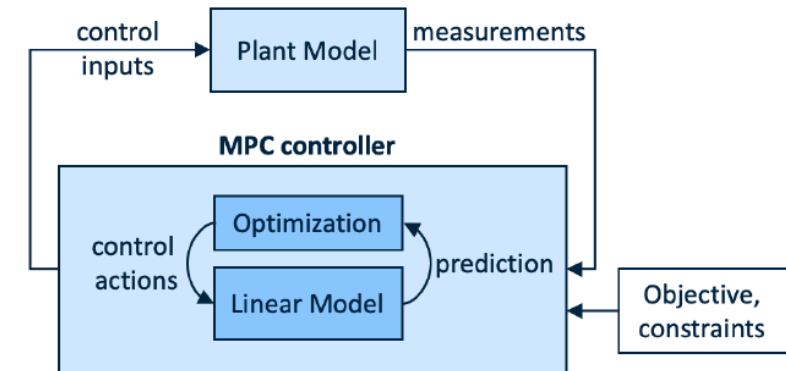 control
inputs
Plant Model
measurements
MPC controller
Optimization
control
actions
prediction
Linear Model
Objective,
constraints